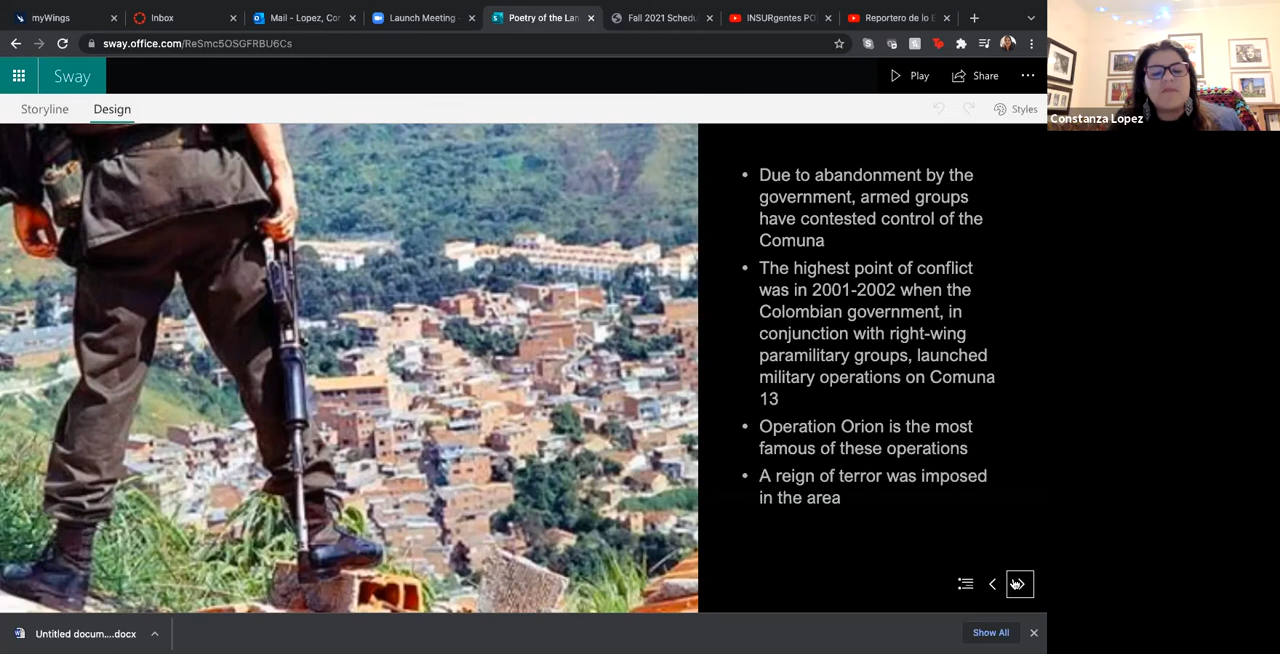 myWings
Inbox
Mail - Lopez, Cor
Launch Meeting -
Poetry of the Lan
Fall 2021 Schedu
INSURgentes PO
Reportero de lo E
sway.office.com/ReSmc5OSGFRBU6Cs
Sway
Play
Share
Storyline
Design
Styles
Constanza Lopez
• Due to abandonment by the
government, armed groups
have contested control of the
Comuna
• The highest point of conflict
was in 2001-2002 when the
Colombian government, in
conjunction with right-wing
paramilitary groups, launched
military operations on Comuna
13
• Operation Orion is the most
famous of these operations
• A reign of terror was imposed
in the area
Untitled docum....docx
Show All